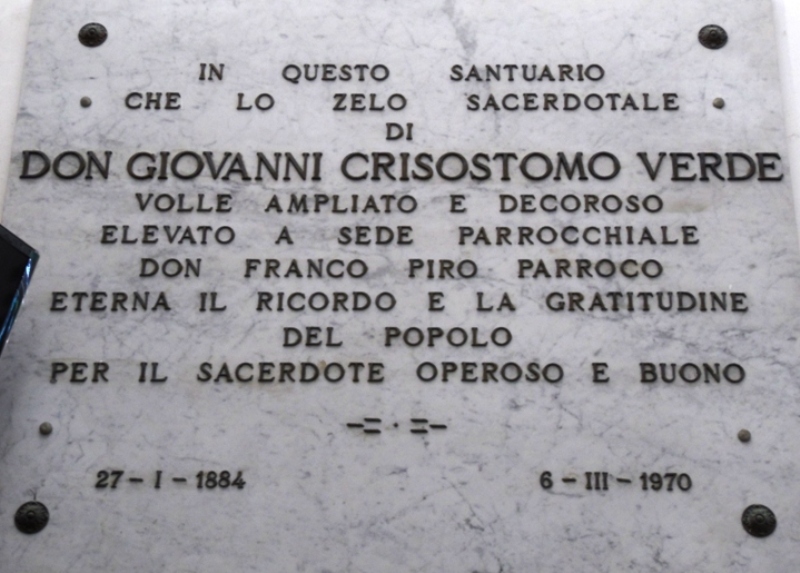 IN QUESTO SANTUARIO
CHE LO ZELO SACERDOTALE
DI
DON GIOVANNI CRISOSTOMO VERDE
VOLLE AMPLIATO E DECOROSO
ELEVATO A SEDE PARROCCHIALE
DON FRANCO PIRO PARROCO
ETERNA IL RICORDO E LA GRATITUDINE
DEL POPOLO
PER IL SACERDOTE OPEROSO E BUONO
27 - I - 1884 6 - III - 1970